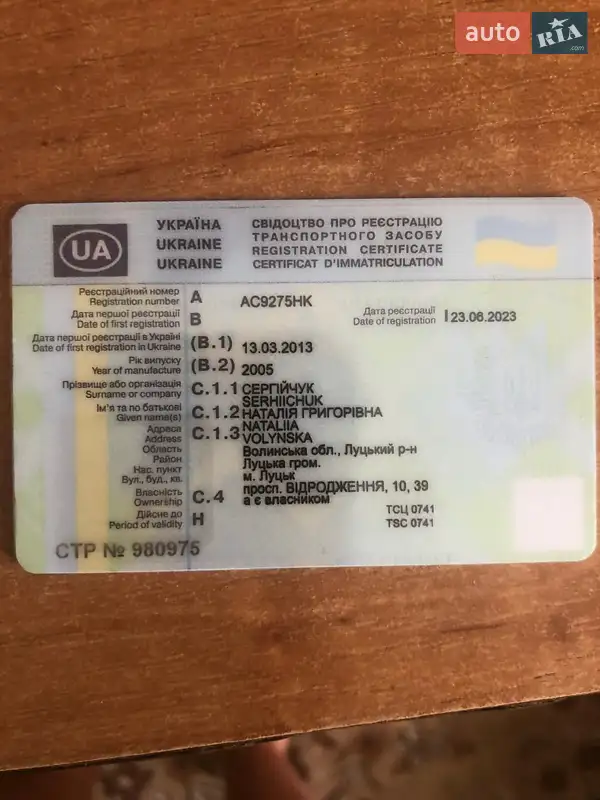 auto RIA .com
УКРАЇНА
UKRAINE
UKRAINE
СВІДОЦТВО ПРО РЕЄСТРАЦІЮ
ТРАНСПОРТНОГО ЗАСОБУ
REGISTRATION CERTIFICATE
CERTIFICAT D'IMMATRICULATION
UA
Реєстраційний номер
Registration number A AC9275HK
Дата першої реєстрації
Date of first registration B
Дата реєстрації
Date of registration I 23.06.2023
Дата першої реєстрації в Україні
Date of first registration in Ukraine (B.1) 13.03.2013
Рік випуску
Year of manufacture (B.2) 2005
Прізвище або організація
Surname or company C.1.1 СЕРГІЙЧУК
SERHIICHUK
Ім'я та по батькові
Given name(s) C.1.2 НАТАЛІЯ ГРИГОРІВНА
NATALIIA
Адреса
Address C.1.3 VOLYNSKA
Область Волинська обл., Луцький р-н
Район Луцька гром.
Нас. пункт м. Луцьк
Вул., буд., кв. просп. ВІДРОДЖЕННЯ, 10, 39
Власність
Ownership C.4 а є власником
Дійсне до
Period of validity H
ТСЦ 0741
TSC 0741
СТР № 980975